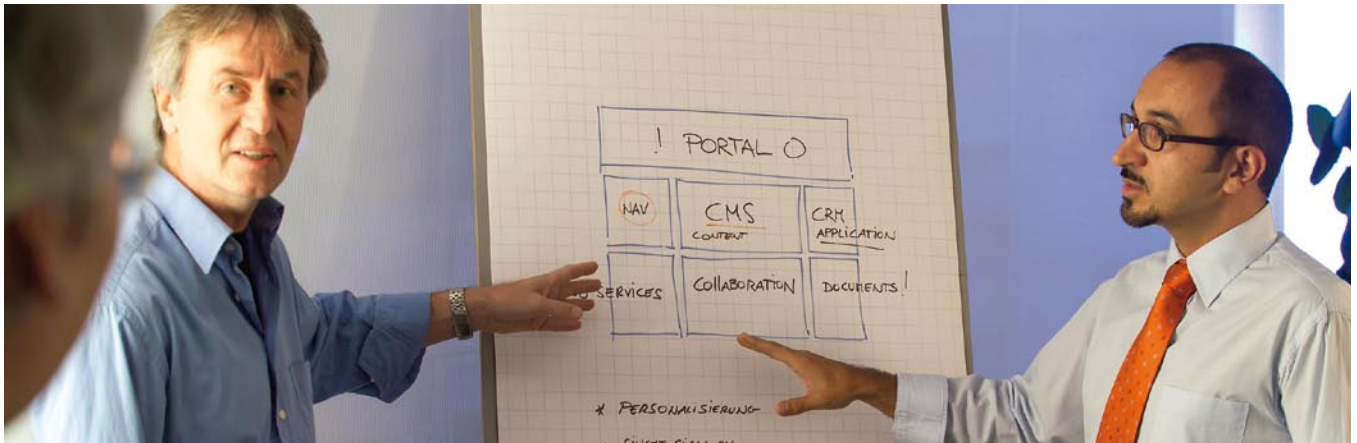 ! PORTAL O
NAV
CMS
CONTENT
CRM
APPLICATION
SERVICES
COLLABORATION
DOCUMENTS!
* PERSONALISIERUNG